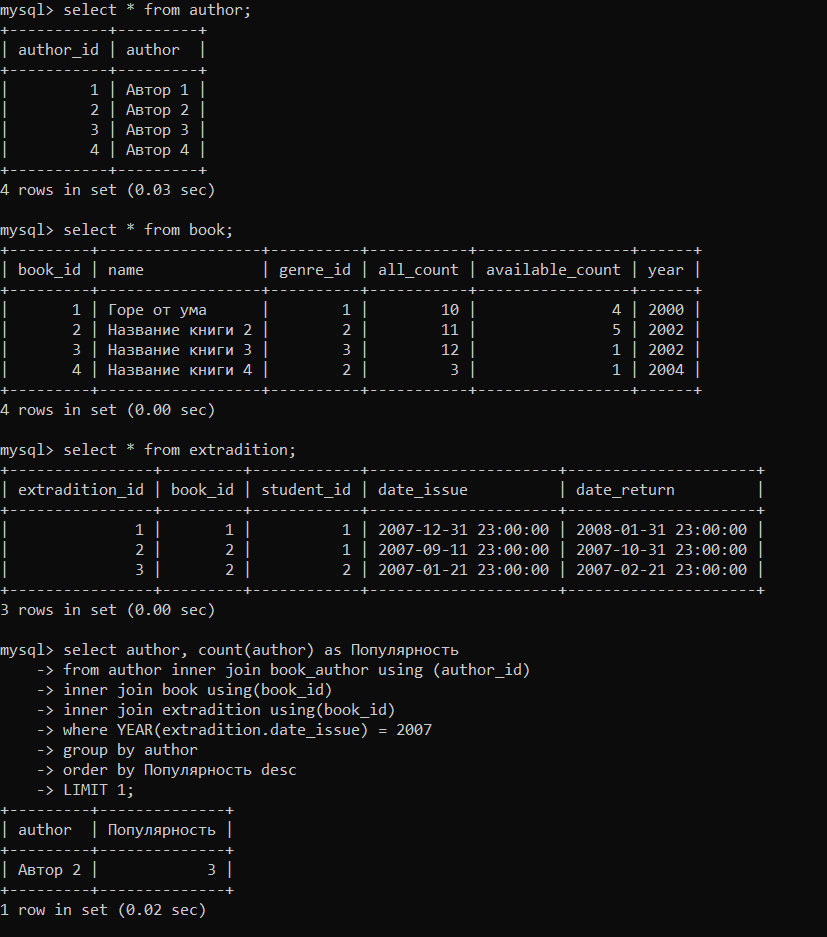 mysql> select * from author;
+-----------+---------+
| author_id | author  |
+-----------+---------+
|         1 | Автор 1 |
|         2 | Автор 2 |
|         3 | Автор 3 |
|         4 | Автор 4 |
+-----------+---------+
4 rows in set (0.03 sec)

mysql> select * from book;
+---------+------------------+----------+-----------+-----------------+------+
| book_id | name             | genre_id | all_count | available_count | year |
+---------+------------------+----------+-----------+-----------------+------+
|       1 | Горе от ума      |        1 |        10 |               4 | 2000 |
|       2 | Название книги 2 |        2 |        11 |               5 | 2002 |
|       3 | Название книги 3 |        3 |        12 |               1 | 2002 |
|       4 | Название книги 4 |        2 |         3 |               1 | 2004 |
+---------+------------------+----------+-----------+-----------------+------+
4 rows in set (0.00 sec)

mysql> select * from extradition;
+----------------+---------+------------+---------------------+---------------------+
| extradition_id | book_id | student_id | date_issue          | date_return         |
+----------------+---------+------------+---------------------+---------------------+
|              1 |       1 |          1 | 2007-12-31 23:00:00 | 2008-01-31 23:00:00 |
|              2 |       2 |          1 | 2007-09-11 23:00:00 | 2007-10-31 23:00:00 |
|              3 |       2 |          2 | 2007-01-21 23:00:00 | 2007-02-21 23:00:00 |
+----------------+---------+------------+---------------------+---------------------+
3 rows in set (0.00 sec)

mysql> select author, count(author) as Популярность
    -> from author inner join book_author using (author_id)
    -> inner join book using(book_id)
    -> inner join extradition using(book_id)
    -> where YEAR(extradition.date_issue) = 2007
    -> group by author
    -> order by Популярность desc
    -> LIMIT 1;
+---------+--------------+
| author  | Популярность |
+---------+--------------+
| Автор 2 |            3 |
+---------+--------------+
1 row in set (0.02 sec)